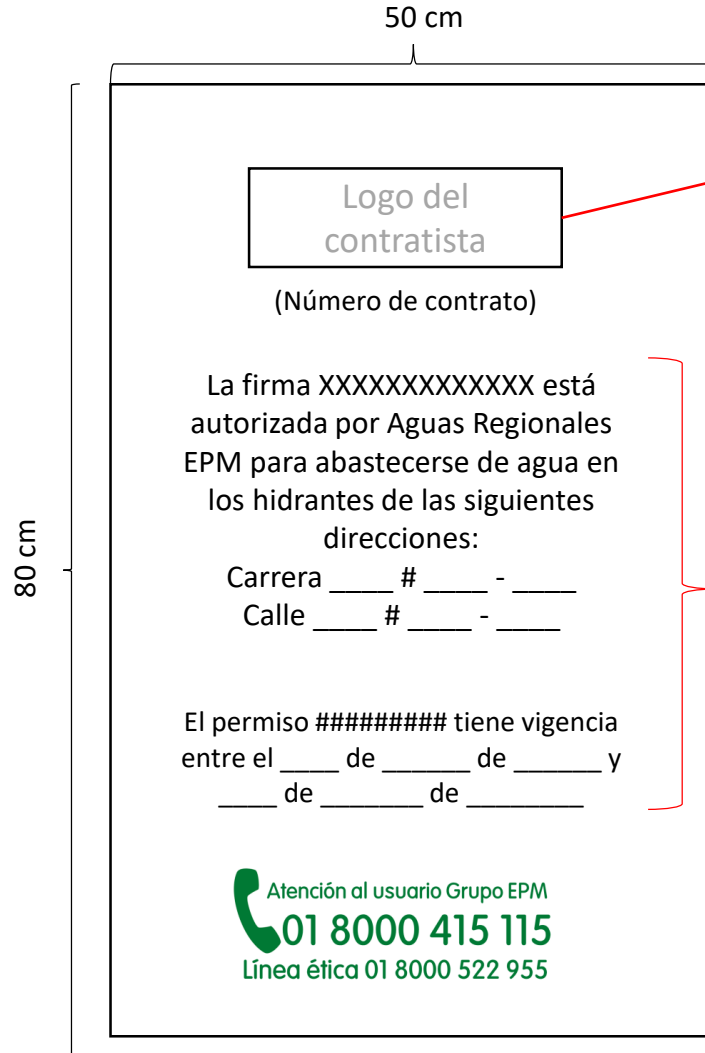 50 cm
80 cm
Logo del
contratista
(Número de contrato)
La firma XXXXXXXXXXXXX está
autorizada por Aguas Regionales
EPM para abastecerse de agua en
los hidrantes de las siguientes
direcciones:
Carrera ____ # ____ - ____
Calle ____ # ____ - ____
El permiso ######### tiene vigencia
entre el ____ de ______ de ______ y
____ de _______ de ________
Atención al usuario Grupo EPM
01 8000 415 115
Línea ética 01 8000 522 955